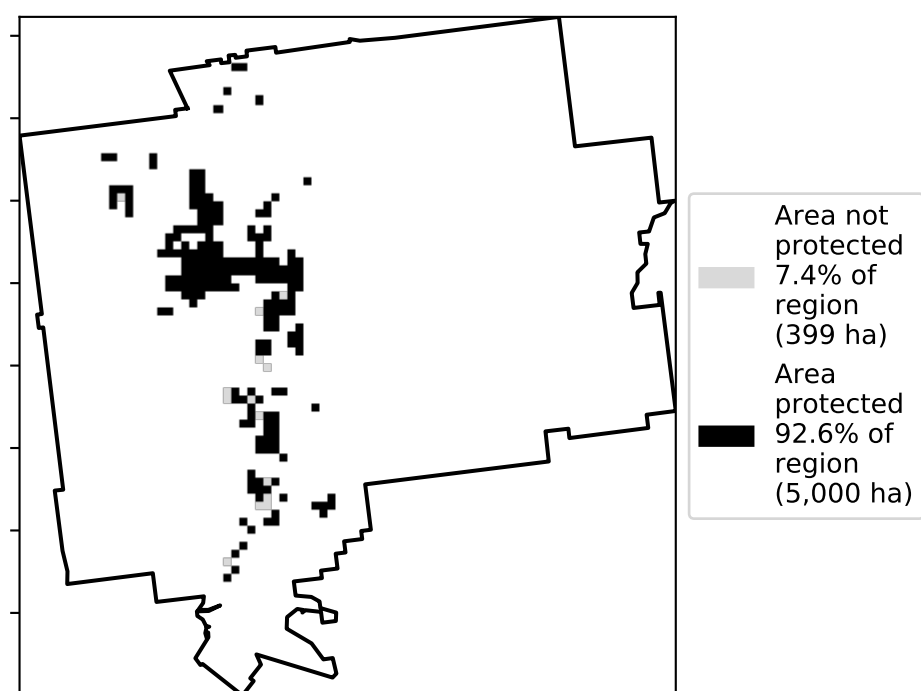 Area not
protected
7.4% of
region
(399 ha)
Area
protected
92.6% of
region
(5,000 ha)